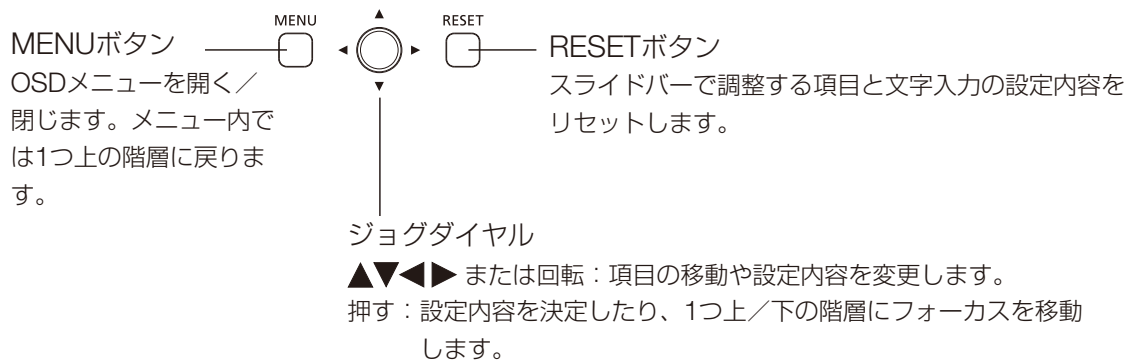 MENU
RESET
MENUボタン
OSDメニューを開く／
閉じます。メニュー内で
は1つ上の階層に戻りま
す。
RESETボタン
スライドバーで調整する項目と文字入力の設定内容を
リセットします。
ジョグダイヤル
▲▼◀▶ または回転：項目の移動や設定内容を変更します。
押す：設定内容を決定したり、1つ上／下の階層にフォーカスを移動
します。